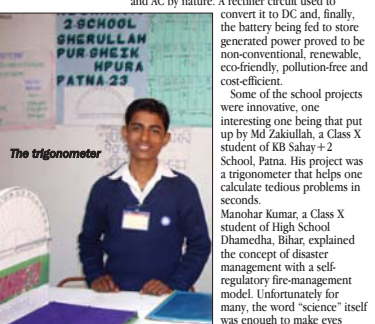 and AC by nature. A rectifier circuit used to
convert it to DC and, finally,
the battery being fed to store
generated power proved to be
non-conventional, renewable,
eco-friendly, pollution-free and
cost-efficient.
Some of the school projects
were innovative, one
interesting one being that put
up by Md Zakiullah, a Class X
student of KB Sahay+2
School, Patna. His project was
a trigonometer that helps one
calculate tedious problems in
seconds.
Manohar Kumar, a Class X
student of High School
Dhamedha, Bihar, explained
the concept of disaster
management with a self-
regulatory fire-management
model. Unfortunately for
many, the word “science” itself
was enough to make eyes
2 SCHOOL
SHERULLAH
PUR SHEIK
HPURA
PATNA-23
The trigonometer